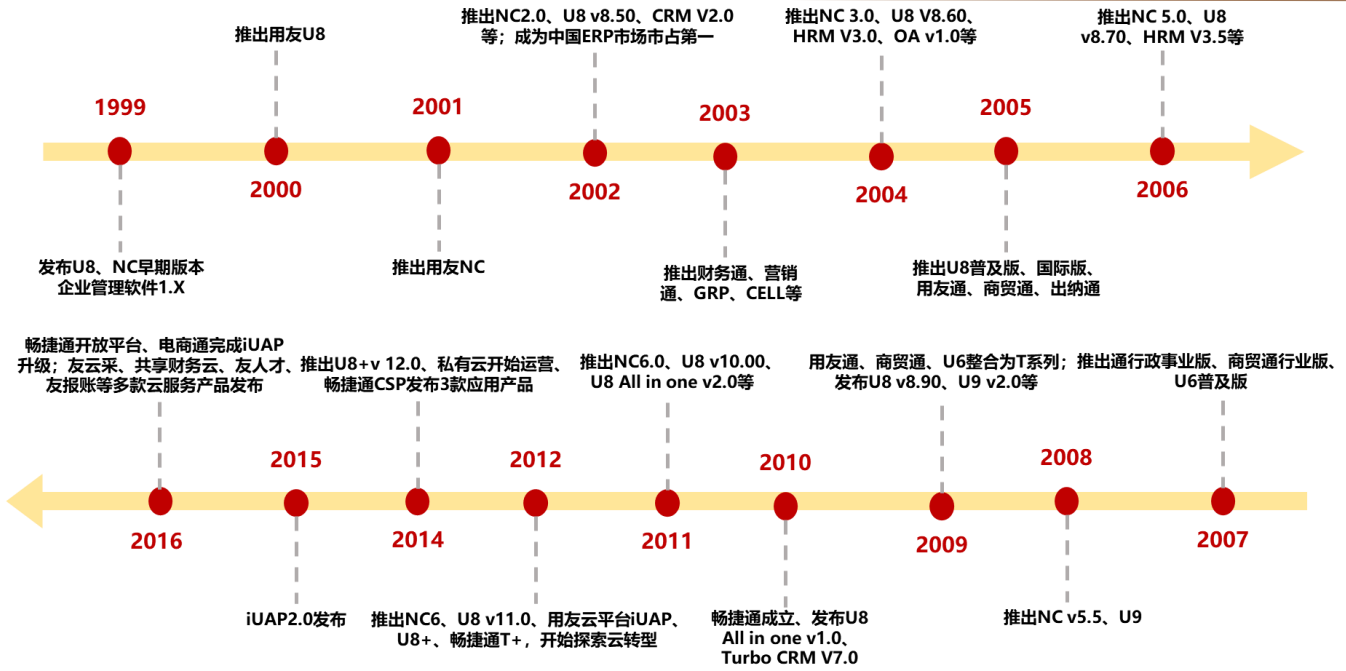 推出用友U8
推出NC2.0、U8 v8.50、CRM V2.0
等；成为中国ERP市场市占第一
推出NC 3.0、U8 V8.60、
HRM V3.0、OA v1.0等
推出NC 5.0、U8
v8.70、HRM V3.5等
1999
2000
2001
2002
2003
2004
2005
2006
发布U8、NC早期版本
企业管理软件1.X
推出用友NC
推出财务通、营销
通、GRP、CELL等
推出U8普及版、国际版、
用友通、商贸通、出纳通
畅捷通开放平台、电商通完成iUAP
升级；友云采、共享财务云、友人才、
友报账等多款云服务产品发布
推出U8+v 12.0、私有云开始运营、
畅捷通CSP发布3款应用产品
推出NC6.0、U8 v10.00、
U8 All in one v2.0等
用友通、商贸通、U6整合为T系列；
发布U8 v8.90、U9 v2.0等
推出通行政事业版、商贸通行业版、
U6普及版
2016
2015
2014
2012
2011
2010
2009
2008
2007
iUAP2.0发布
推出NC6、U8 v11.0、用友云平台iUAP、
U8+、畅捷通T+，开始探索云转型
畅捷通成立、发布U8
All in one v1.0、
Turbo CRM V7.0
推出NC v5.5、U9